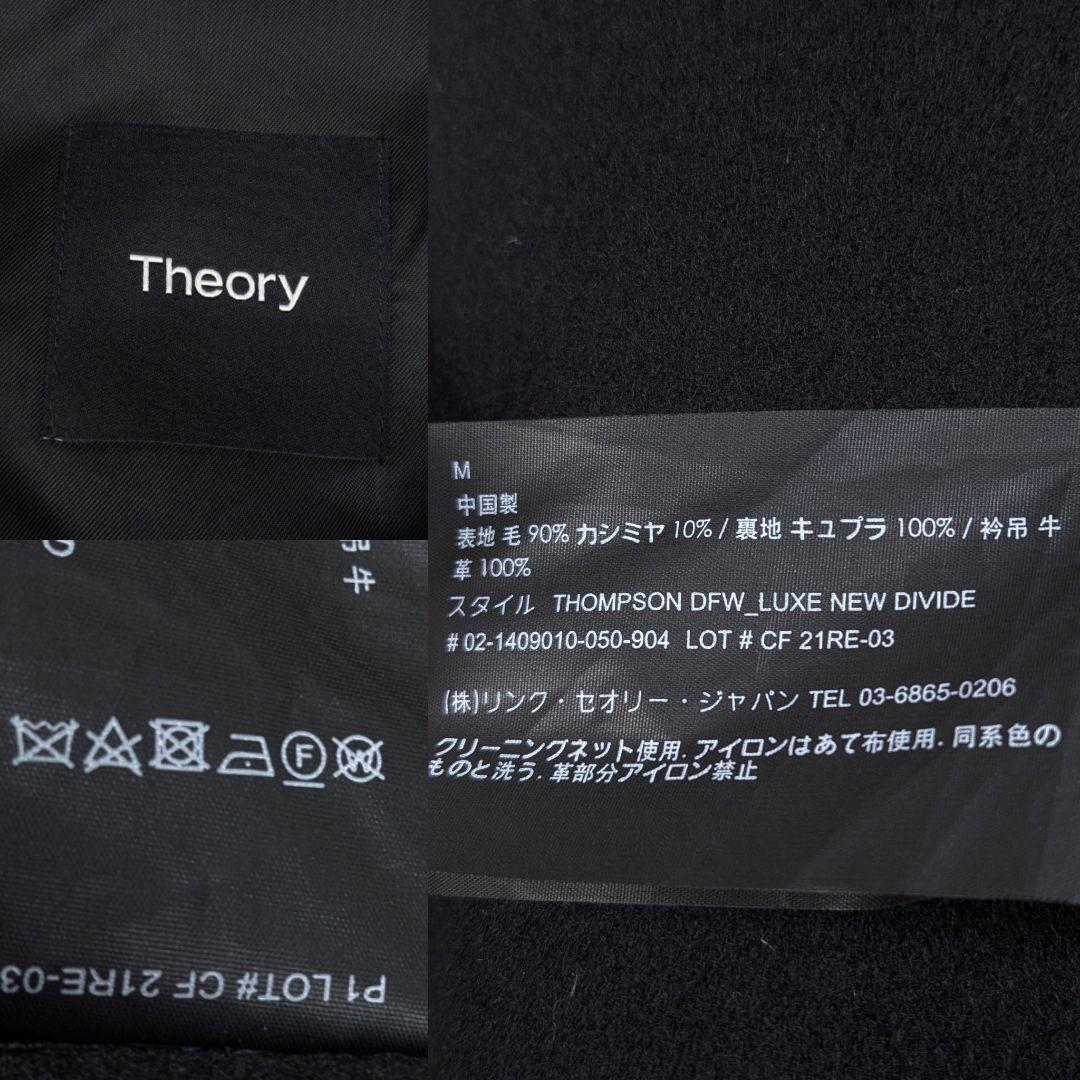 Theory
M
中国製
表地 毛 90% カシミヤ 10% / 裏地 キュプラ 100% / 衿吊 牛
革 100%
スタイル THOMPSON DFW_LUXE NEW DIVIDE
# 02-1409010-050-904 LOT # CF 21RE-03
(株)リンク・セオリー・ジャパン TEL 03-6865-0206
クリーニングネット使用. アイロンはあて布使用. 同系色の
ものと洗う. 革部分アイロン禁止
吊 牛
F W
P1 LOT# CF 21RE-03